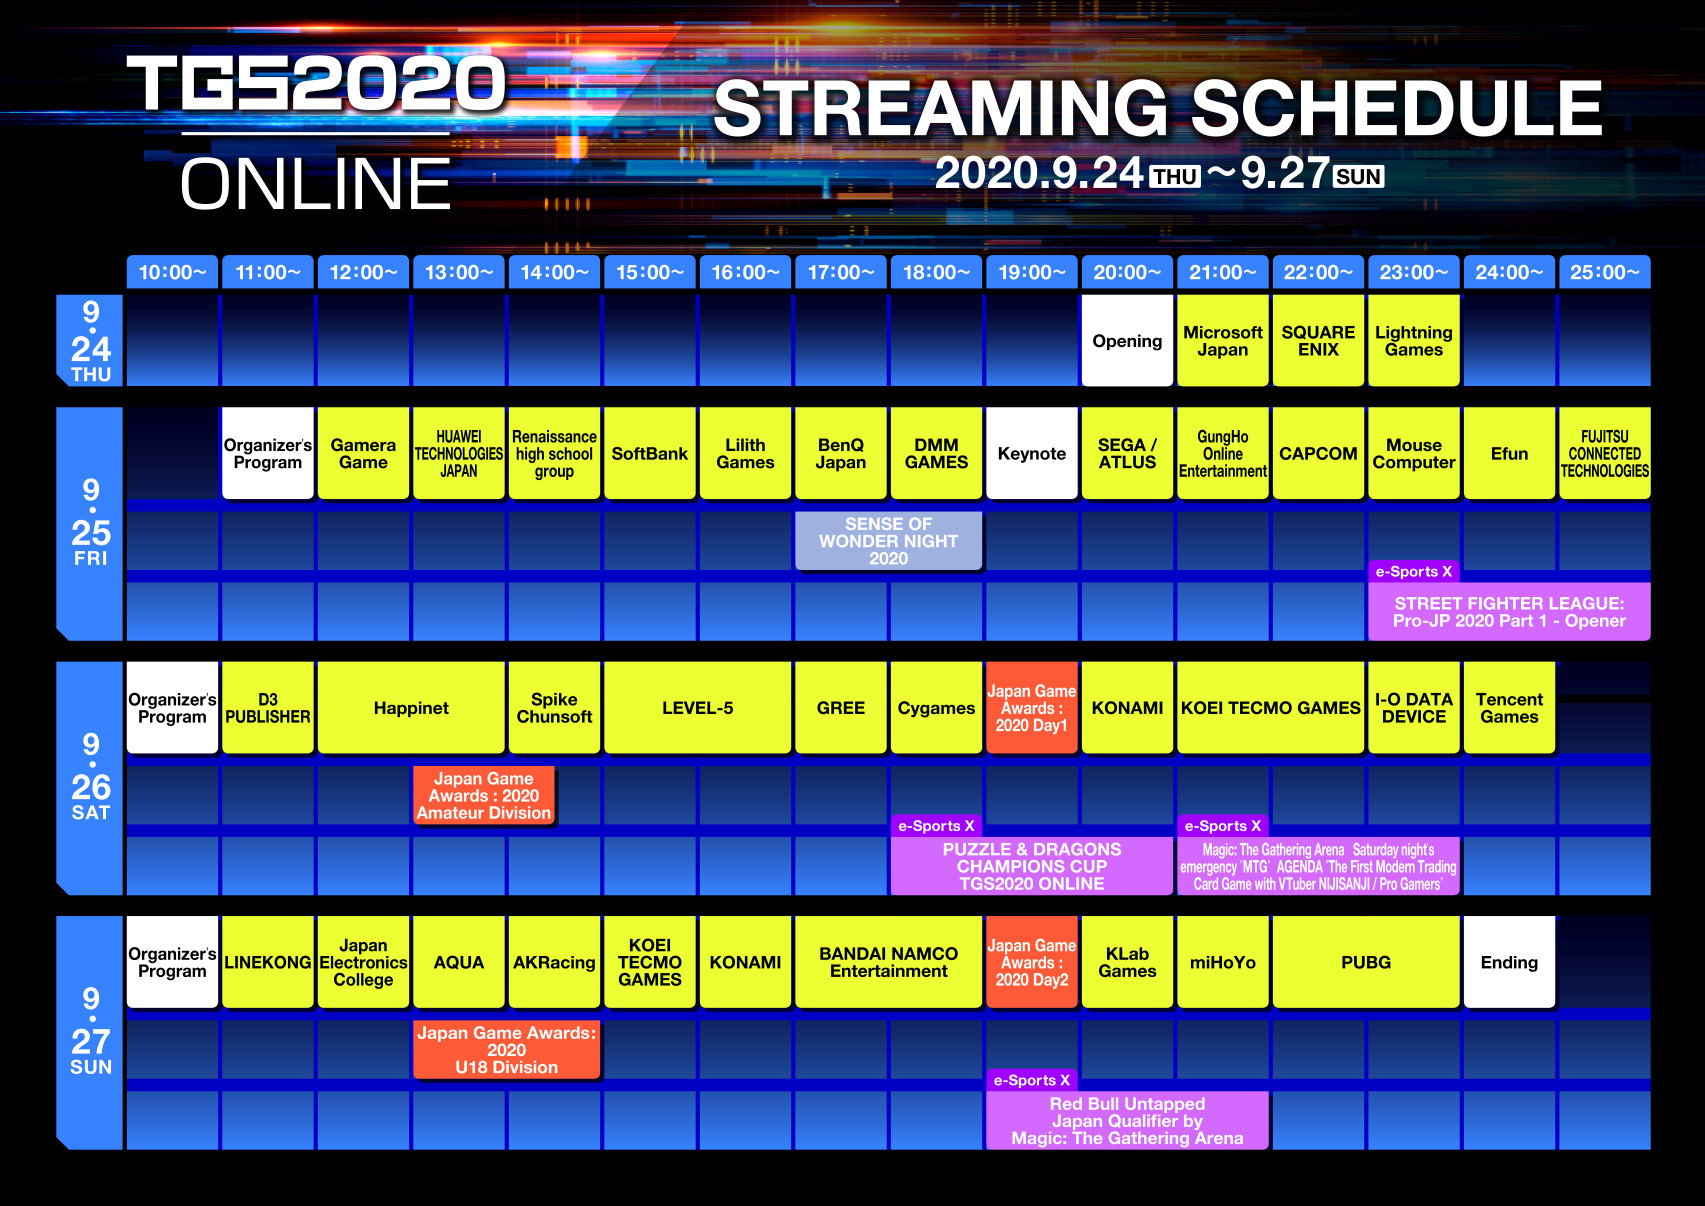 TGS2020
ONLINE
STREAMING SCHEDULE
2020.9.24 THU ~9.27 SUN
10:00~ 11:00~ 12:00~ 13:00~ 14:00~ 15:00~ 16:00~ 17:00~ 18:00~ 19:00~ 20:00~ 21:00~ 22:00~ 23:00~ 24:00~ 25:00~
9
•
24
THU
Opening
Microsoft
Japan
SQUARE
ENIX
Lightning
Games
9
•
25
FRI
Organizer's
Program
Gamera
Game
HUAWEI
TECHNOLOGIES
JAPAN
Renaissance
high school
group
SoftBank
Lilith
Games
BenQ
Japan
DMM
GAMES
Keynote
SEGA /
ATLUS
GungHo
Online
Entertainment
CAPCOM
Mouse
Computer
Efun
FUJITSU
CONNECTED
TECHNOLOGIES
SENSE OF
WONDER NIGHT
2020
e-Sports X
STREET FIGHTER LEAGUE:
Pro-JP 2020 Part 1 - Opener
9
•
26
SAT
Organizer's
Program
D3
PUBLISHER
Happinet
Spike
Chunsoft
LEVEL-5
GREE
Cygames
Japan Game
Awards :
2020 Day1
KONAMI
KOEI TECMO GAMES
I-O DATA
DEVICE
Tencent
Games
Japan Game
Awards : 2020
Amateur Division
e-Sports X
PUZZLE & DRAGONS
CHAMPIONS CUP
TGS2020 ONLINE
e-Sports X
Magic: The Gathering Arena Saturday night's
emergency "MTG" AGENDA "The First Modern Trading
Card Game with VTuber NIJISANJI / Pro Gamers"
9
•
27
SUN
Organizer's
Program
LINEKONG
Japan
Electronics
College
AQUA
AKRacing
KOEI
TECMO
GAMES
KONAMI
BANDAI NAMCO
Entertainment
Japan Game
Awards :
2020 Day2
KLab
Games
miHoYo
PUBG
Ending
Japan Game Awards:
2020
U18 Division
e-Sports X
Red Bull Untapped
Japan Qualifier by
Magic: The Gathering Arena